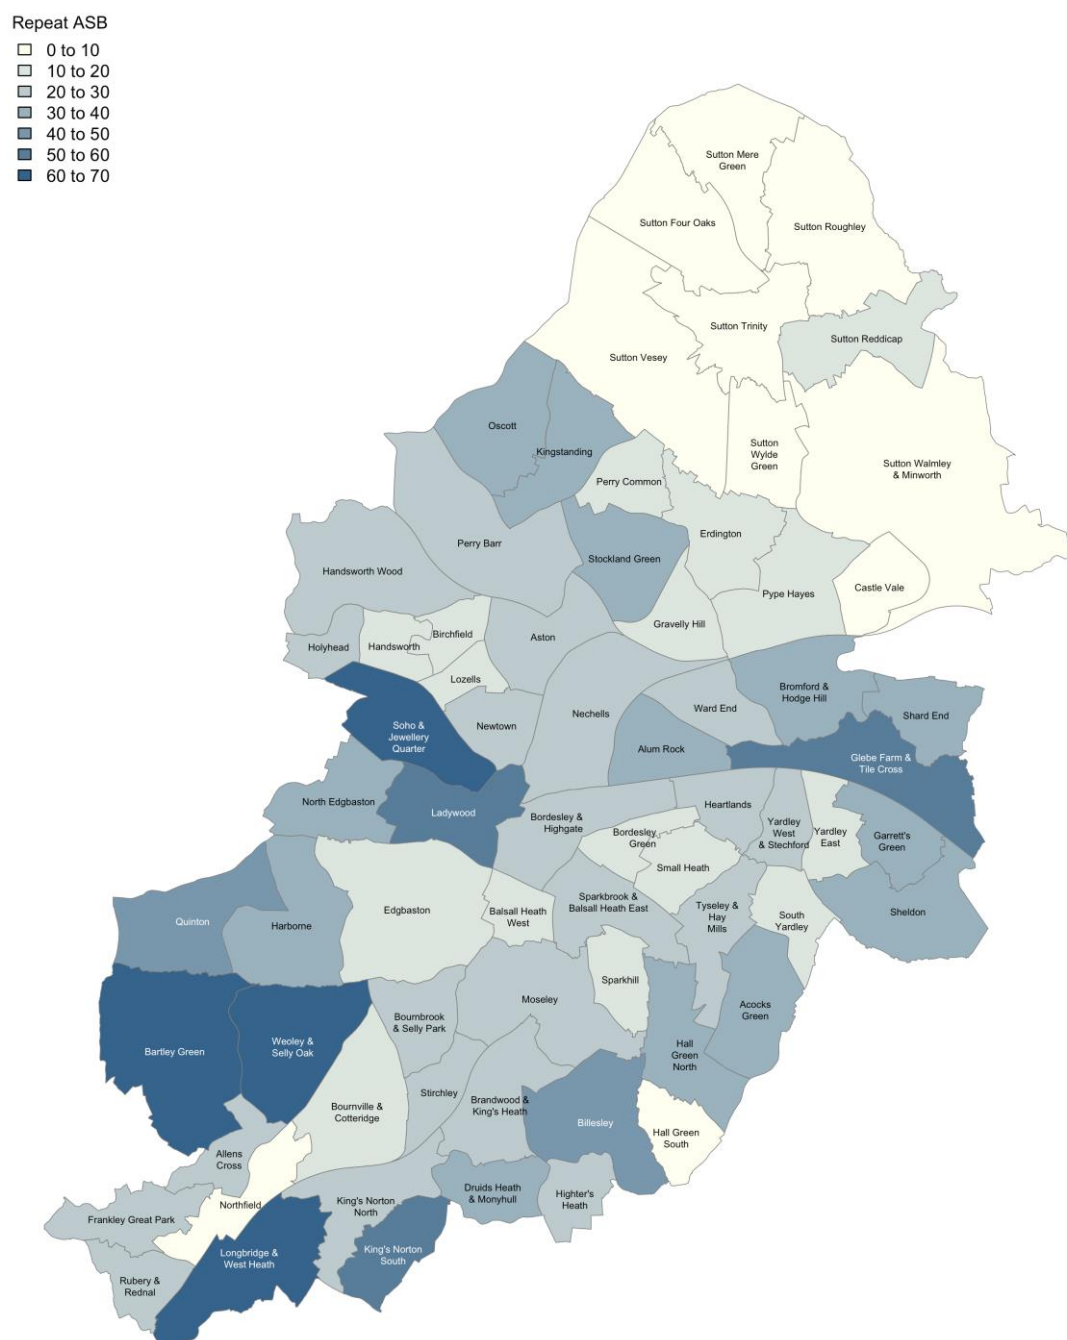 Repeat ASB
0 to 10
10 to 20
20 to 30
30 to 40
40 to 50
50 to 60
60 to 70
Sutton Mere
Green
Sutton Four Oaks
Sutton Roughley
Sutton Trinity
Sutton Reddicap
Sutton Vesey
Sutton
Wylde
Green
Sutton Walmley
& Minworth
Oscott
Kingstanding
Perry Common
Erdington
Perry Barr
Stockland Green
Handsworth Wood
Pype Hayes
Castle Vale
Gravelly Hill
Birchfield
Aston
Holyhead
Handsworth
Lozells
Bromford &
Hodge Hill
Ward End
Nechells
Shard End
Soho &
Jewellery
Quarter
Newtown
Alum Rock
Glebe Farm &
Tile Cross
North Edgbaston
Ladywood
Bordesley &
Highgate
Heartlands
Bordesley
Green
Yardley
West
& Stechford
Yardley
East
Garrett's
Green
Small Heath
Edgbaston
Quinton
Harborne
Balsall Heath
West
Sparkbrook &
Balsall Heath East
Tyseley &
Hay
Mills
South
Yardley
Sheldon
Sparkhill
Moseley
Acocks
Green
Bournbrook
& Selly Park
Bartley Green
Weoley &
Selly Oak
Hall
Green
North
Stirchley
Brandwood &
King's Heath
Bournville &
Cotteridge
Billesley
Hall Green
South
Allens
Cross
Druids Heath
& Monyhull
Highter's
Heath
Northfield
King's Norton
North
Frankley Great Park
Longbridge &
West Heath
King's Norton
South
Rubery &
Rednal